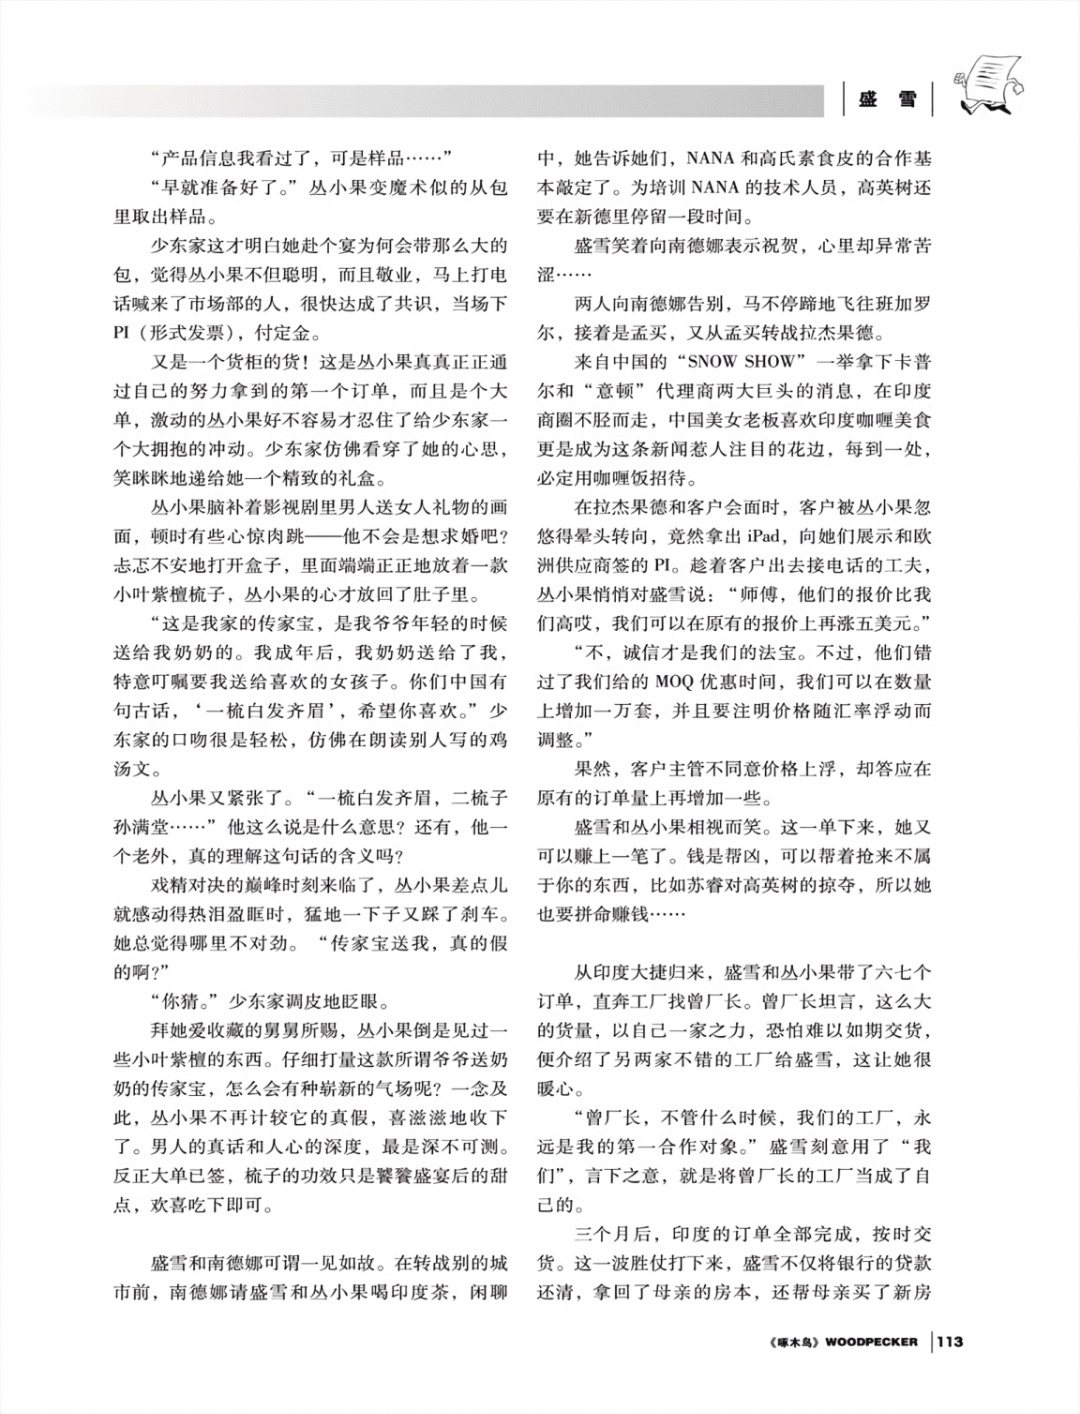 盛 雪
“产品信息我看过了，可是样品……”
“早就准备好了。”丛小果变魔术似的从包
里取出样品。
少东家这才明白她赴个宴为何会带那么大的
包，觉得丛小果不但聪明，而且敬业，马上打电
话喊来了市场部的人，很快达成了共识，当场下
PI（形式发票），付定金。
又是一个货柜的货！这是丛小果真真正正通
过自己的努力拿到的第一个订单，而且是个大
单，激动的丛小果好不容易才忍住了给少东家一
个大拥抱的冲动。少东家仿佛看穿了她的心思，
笑眯眯地递给她一个精致的礼盒。
丛小果脑补着影视剧里男人送女人礼物的画
面，顿时有些心惊肉跳——他不会是想求婚吧？
忐忑不安地打开盒子，里面端端正正地放着一款
小叶紫檀梳子，丛小果的心才放回了肚子里。
“这是我家的传家宝，是我爷爷年轻的时候
送给我奶奶的。我成年后，我奶奶送给了我，
特意叮嘱要我送给喜欢的女孩子。你们中国有
句古话，‘一梳白发齐眉’，希望你喜欢。”少
东家的口吻很是轻松，仿佛在朗读别人写的鸡
汤文。
丛小果又紧张了。“一梳白发齐眉，二梳子
孙满堂……”他这么说是什么意思？还有，他一
个老外，真的理解这句话的含义吗？
戏精对决的巅峰时刻来临了，丛小果差点儿
就感动得热泪盈眶时，猛地一下子又踩了刹车。
她总觉得哪里不对劲。“传家宝送我，真的假
的啊？”
“你猜。”少东家调皮地眨眼。
拜她爱收藏的舅舅所赐，丛小果倒是见过一
些小叶紫檀的东西。仔细打量这款所谓爷爷送奶
奶的传家宝，怎么会有种崭新的气场呢？一念及
此，丛小果不再计较它的真假，喜滋滋地收下
了。男人的真话和人心的深度，最是深不可测。
反正大单已签，梳子的功效只是饕餮盛宴后的甜
点，欢喜吃下即可。
盛雪和南德娜可谓一见如故。在转战别的城
市前，南德娜请盛雪和丛小果喝印度茶，闲聊
中，她告诉她们，NANA 和高氏素食皮的合作基
本敲定了。为培训 NANA 的技术人员，高英树还
要在新德里停留一段时间。
盛雪笑着向南德娜表示祝贺，心里却异常苦
涩……
两人向南德娜告别，马不停蹄地飞往班加罗
尔，接着是孟买，又从孟买转战拉杰果德。
来自中国的“SNOW SHOW”一举拿下卡普
尔和“意顿”代理商两大巨头的消息，在印度
商圈不胫而走，中国美女老板喜欢印度咖喱美食
更是成为这条新闻惹人注目的花边，每到一处，
必定用咖喱饭招待。
在拉杰果德和客户会面时，客户被丛小果忽
悠得晕头转向，竟然拿出 iPad，向她们展示和欧
洲供应商签的 PI。趁着客户出去接电话的工夫，
丛小果悄悄对盛雪说：“师傅，他们的报价比我
们高哎，我们可以在原有的报价上再涨五美元。”
“不，诚信才是我们的法宝。不过，他们错
过了我们给的 MOQ 优惠时间，我们可以在数量
上增加一万套，并且要注明价格随汇率浮动而
调整。”
果然，客户主管不同意价格上浮，却答应在
原有的订单量上再增加一些。
盛雪和丛小果相视而笑。这一单下来，她又
可以赚上一笔了。钱是帮凶，可以帮着抢来不属
于你的东西，比如苏睿对高英树的掠夺，所以她
也要拼命赚钱……
从印度大捷归来，盛雪和丛小果带了六七个
订单，直奔工厂找曾厂长。曾厂长坦言，这么大
的货量，以自己一家之力，恐怕难以如期交货，
便介绍了另两家不错的工厂给盛雪，这让她很
暖心。
“曾厂长，不管什么时候，我们的工厂，永
远是我的第一合作对象。”盛雪刻意用了“我
们”，言下之意，就是将曾厂长的工厂当成了自
己的。
三个月后，印度的订单全部完成，按时交
货。这一波胜仗打下来，盛雪不仅将银行的贷款
还清，拿回了母亲的房本，还帮母亲买了新房
《啄木鸟》WOODPECKER 113